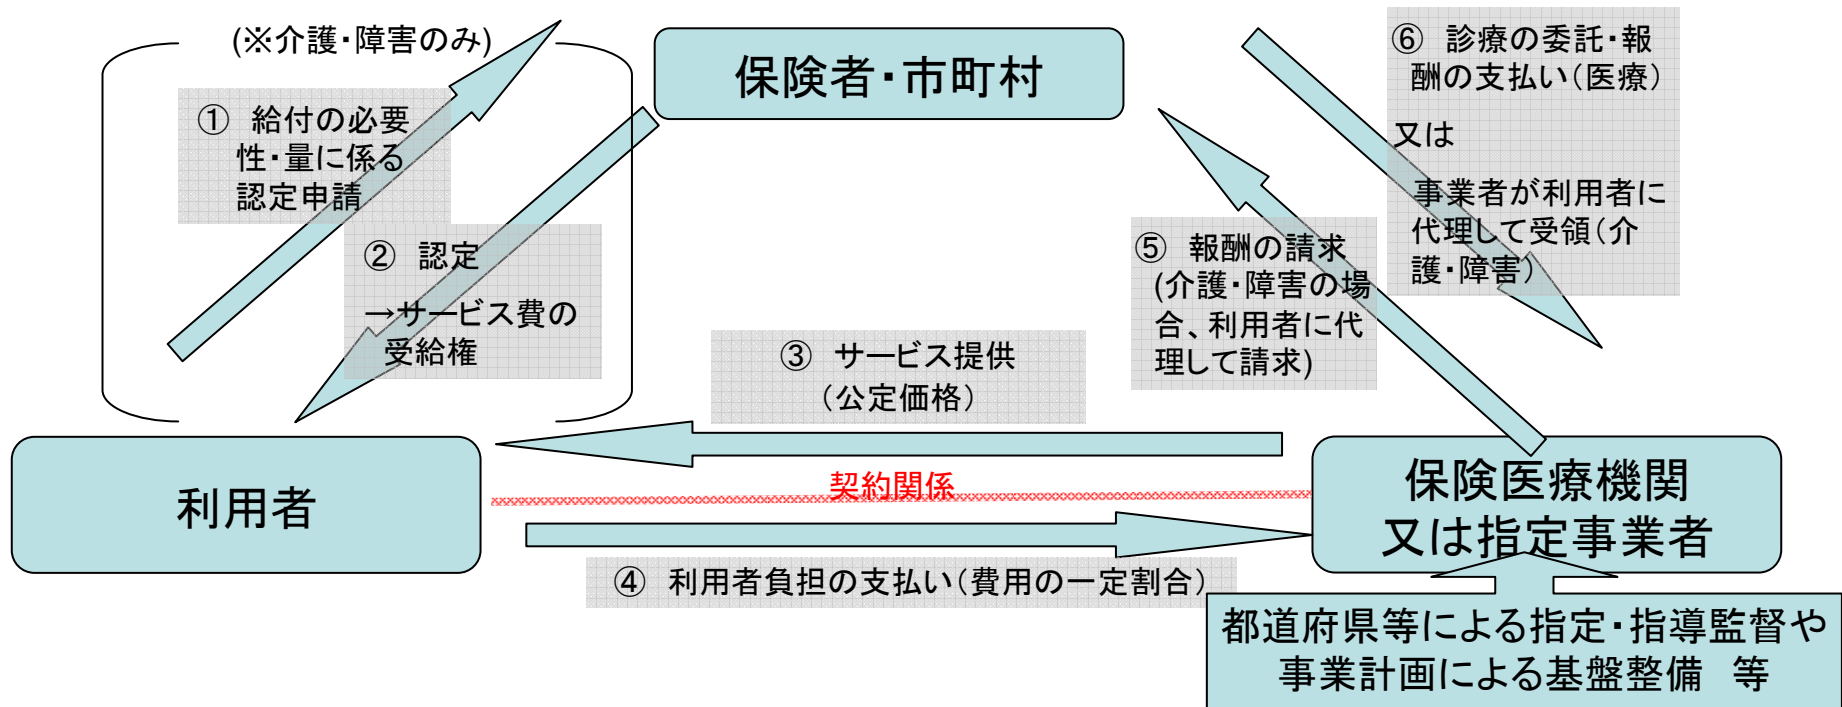 (※介護・障害のみ)
保険者・市町村
① 給付の必要
性・量に係る
認定申請
② 認定
→サービス費の
受給権
③ サービス提供
（公定価格）
⑤ 報酬の請求
(介護・障害の場
合、利用者に代
理して請求)
⑥ 診療の委託・報
酬の支払い（医療）
又は
事業者が利用者に
代理して受領（介
護・障害）
利用者
契約関係
保険医療機関
又は指定事業者
④ 利用者負担の支払い（費用の一定割合）
都道府県等による指定・指導監督や
事業計画による基盤整備　等